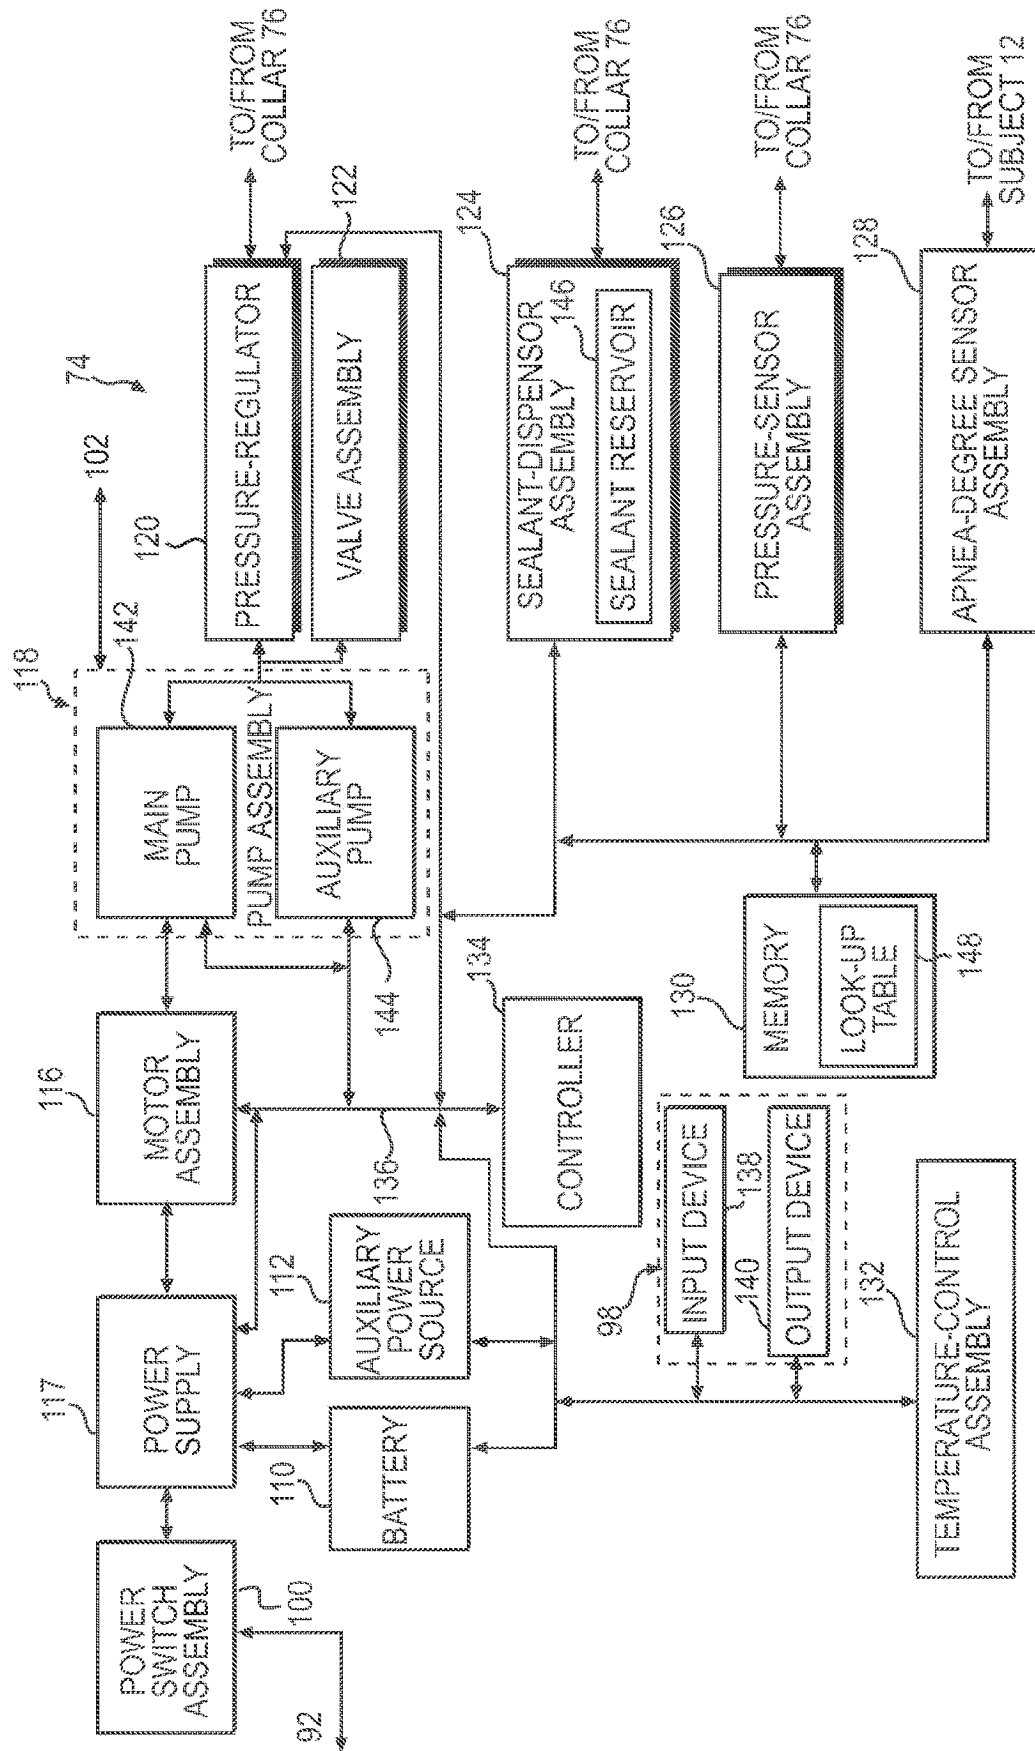 74
92
POWER
SWITCH
ASSEMBLY
100
117
POWER
SUPPLY
110
BATTERY
112
AUXILIARY
POWER
SOURCE
116
MOTOR
ASSEMBLY
136
118
142
MAIN
PUMP
PUMP ASSEMBLY
AUXILIARY
PUMP
144
102
120
PRESSURE-REGULATOR
TO/FROM
COLLAR 76
VALVE ASSEMBLY
122
134
CONTROLLER
124
SEALANT-DISPENSOR
ASSEMBLY
146
SEALANT RESERVOIR
TO/FROM
COLLAR 76
126
PRESSURE-SENSOR
ASSEMBLY
TO/FROM
COLLAR 76
128
APNEA-DEGREE SENSOR
ASSEMBLY
TO/FROM
SUBJECT 12
130
MEMORY
LOOK-UP
TABLE
148
98
INPUT DEVICE
138
140
OUTPUT DEVICE
132
TEMPERATURE-CONTROL
ASSEMBLY